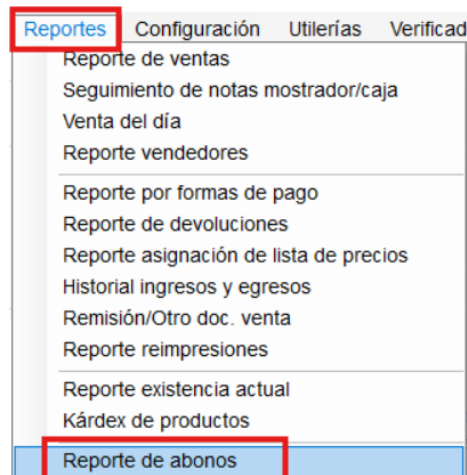 Reportes Configuración Utilerías Verificad
Reporte de ventas
Seguimiento de notas mostrador/caja
Venta del día
Reporte vendedores
Reporte por formas de pago
Reporte de devoluciones
Reporte asignación de lista de precios
Historial ingresos y egresos
Remisión/Otro doc. venta
Reporte reimpresiones
Reporte existencia actual
Kárdex de productos
Reporte de abonos